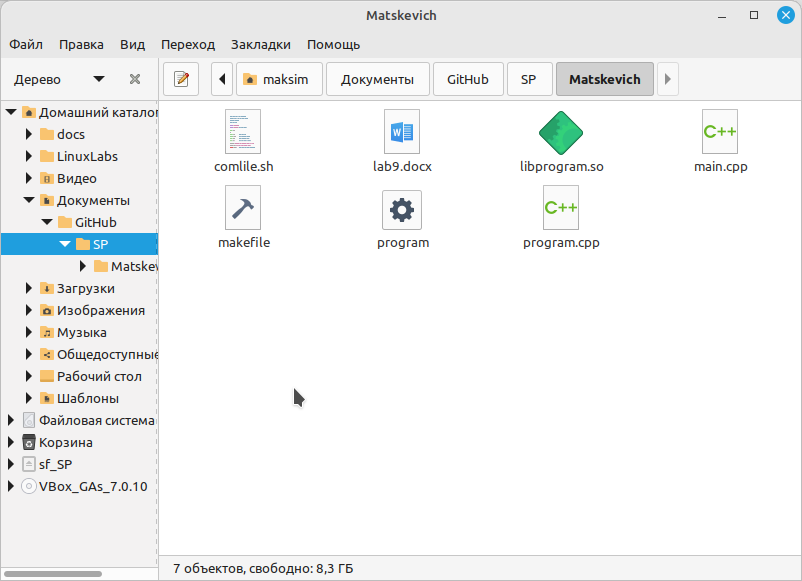 Matskevich
Файл Правка Вид Переход Закладки Помощь
Дерево
maksim Документы GitHub SP Matskevich
Домашний каталог
docs
LinuxLabs
Видео
Документы
GitHub
SP
Matskev
Загрузки
Изображения
Музыка
Общедоступные
Рабочий стол
Шаблоны
Файловая система
Корзина
sf_SP
VBox_GAs_7.0.10
comlile.sh lab9.docx libprogram.so main.cpp
C++
W
makefile program program.cpp
C++
7 объектов, свободно: 8,3 ГБ